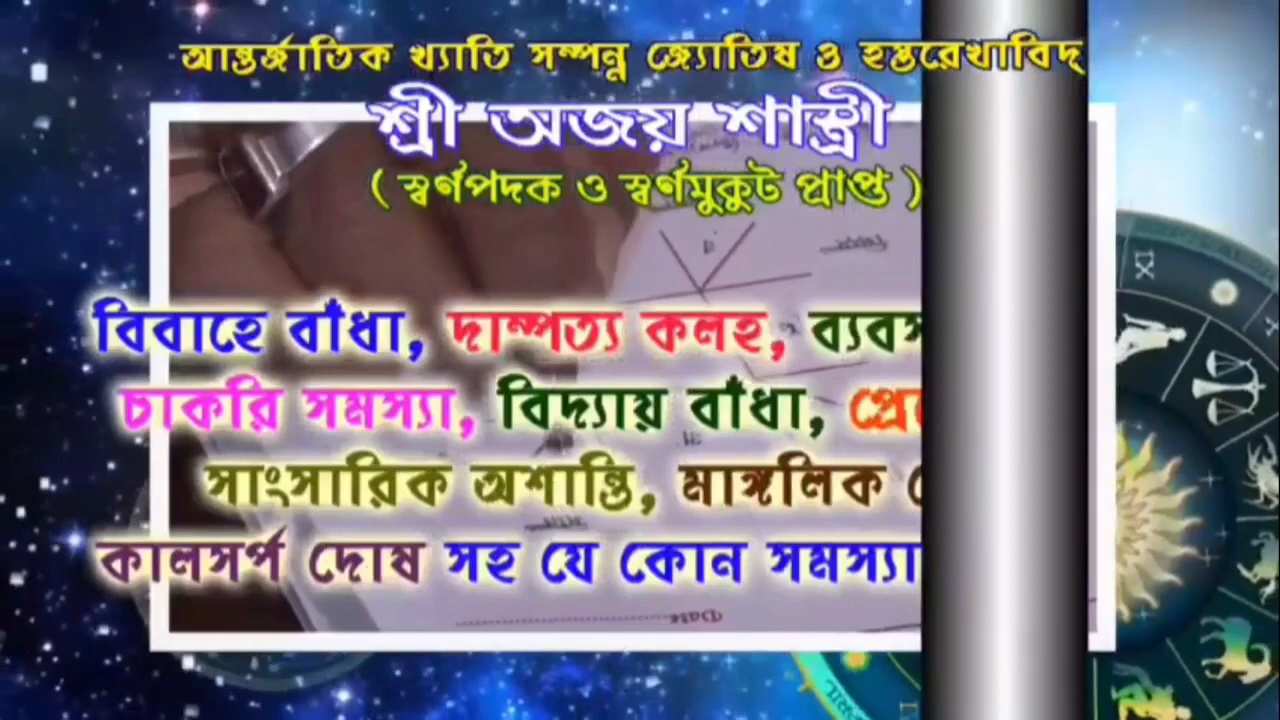 আন্তর্জাতিক খ্যাতি সম্পন্ন জ্যোতিষ ও হস্তরেখাবিদ্
শ্রী অজয় শাস্ত্রী
( স্বর্ণপদক ও স্বর্ণমুকুট প্রাপ্ত )
বিবাহে বাঁধা, দাম্পত্য কলহ,
চাকরি সমস্যা, বিদ্যায় বাঁধা,
সাংসারিক অশান্তি, মাঙ্গলিক
কালসর্প দোষ সহ যে কোন সমস্যা
Date